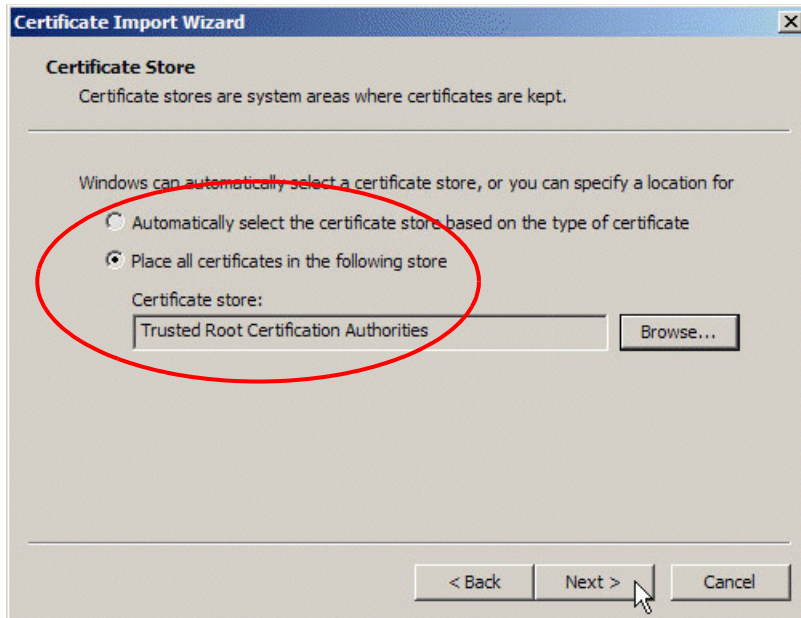 Certificate Import Wizard
Certificate Store
Certificate stores are system areas where certificates are kept.
Windows can automatically select a certificate store, or you can specify a location for
Automatically select the certificate store based on the type of certificate
Place all certificates in the following store
Certificate store:
Trusted Root Certification Authorities
Browse...
< Back
Next >
Cancel